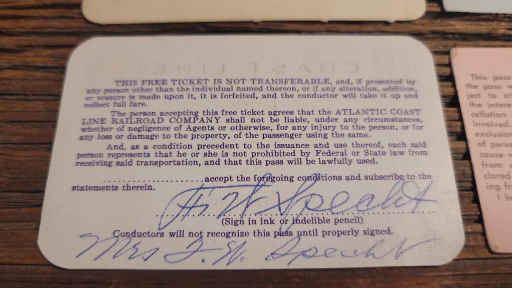 THIS FREE TICKET IS NOT TRANSFERABLE, and, if presented by
any person other than the individual named thereon, or if any alteration, addition,
or erasure is made upon it, it is forfeited, and the conductor will take it up and
collect full fare.
The person accepting this free ticket agrees that the ATLANTIC COAST
LINE RAILROAD COMPANY shall not be liable, under any circumstances,
whether of negligence of Agents or otherwise, for any injury to the person, or for
any loss or damage to the property, of the passenger using the same.
And, as a condition precedent to the issuance and use thereof, each said
person represents that he or she is not prohibited by Federal or State law from
receiving said transportation, and that this pass will be lawfully used.
accept the foregoing conditions and subscribe to the
statements therein.
W Specht
(Sign in ink or indelible pencil)
Conductors will not recognize this pass until properly signed.
Mrs W. Specht
This pass
the pass
the inter